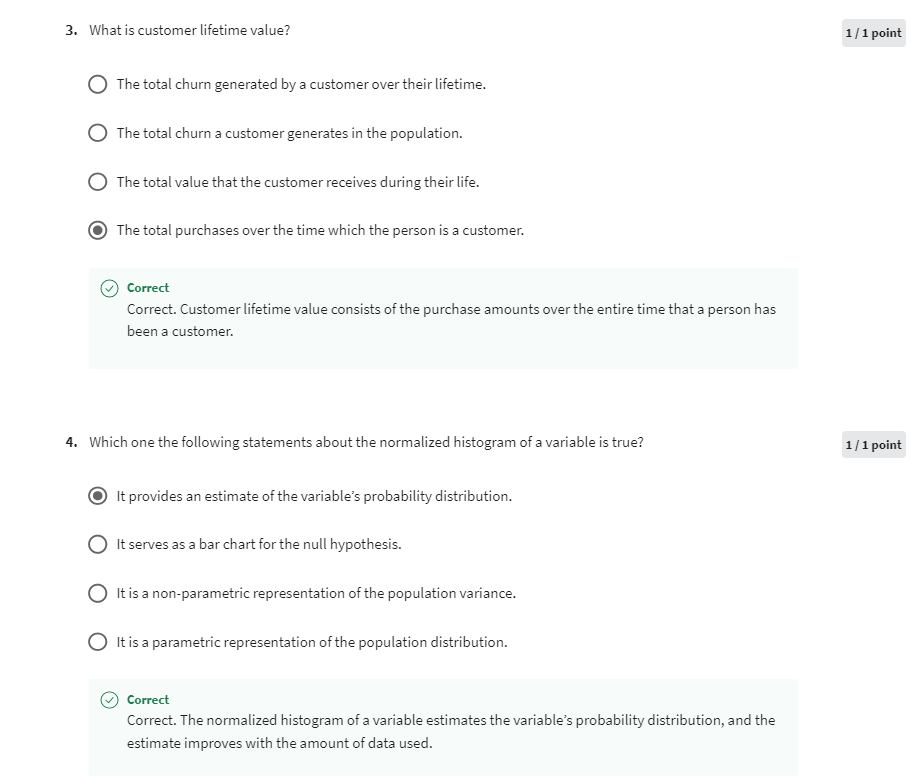 3. What is customer lifetime value?
1 / 1 point
The total churn generated by a customer over their lifetime.
The total churn a customer generates in the population.
The total value that the customer receives during their life.
The total purchases over the time which the person is a customer.
Correct
Correct. Customer lifetime value consists of the purchase amounts over the entire time that a person has
been a customer.
4. Which one the following statements about the normalized histogram of a variable is true?
1 / 1 point
It provides an estimate of the variable's probability distribution.
It serves as a bar chart for the null hypothesis.
It is a non-parametric representation of the population variance.
It is a parametric representation of the population distribution.
Correct
Correct. The normalized histogram of a variable estimates the variable's probability distribution, and the
estimate improves with the amount of data used.